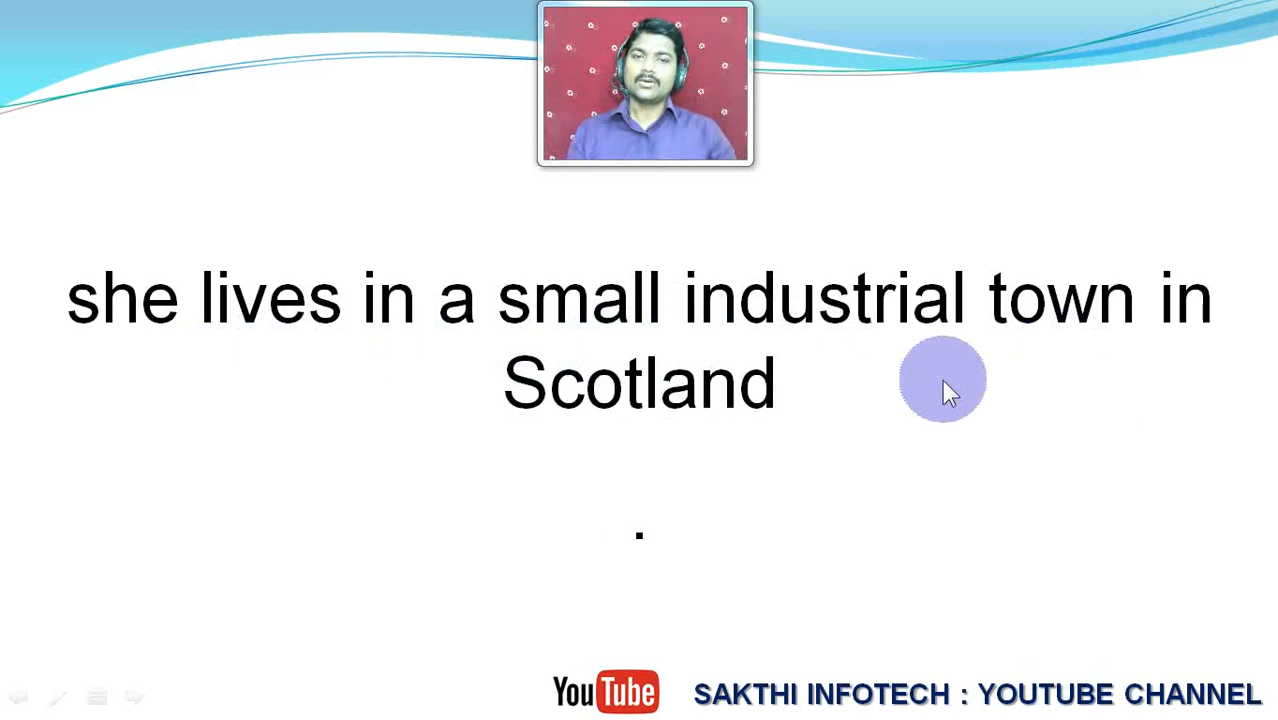 she lives in a small industrial town in
Scotland
.
YouTube SAKTHI INFOTECH : YOUTUBE CHANNEL